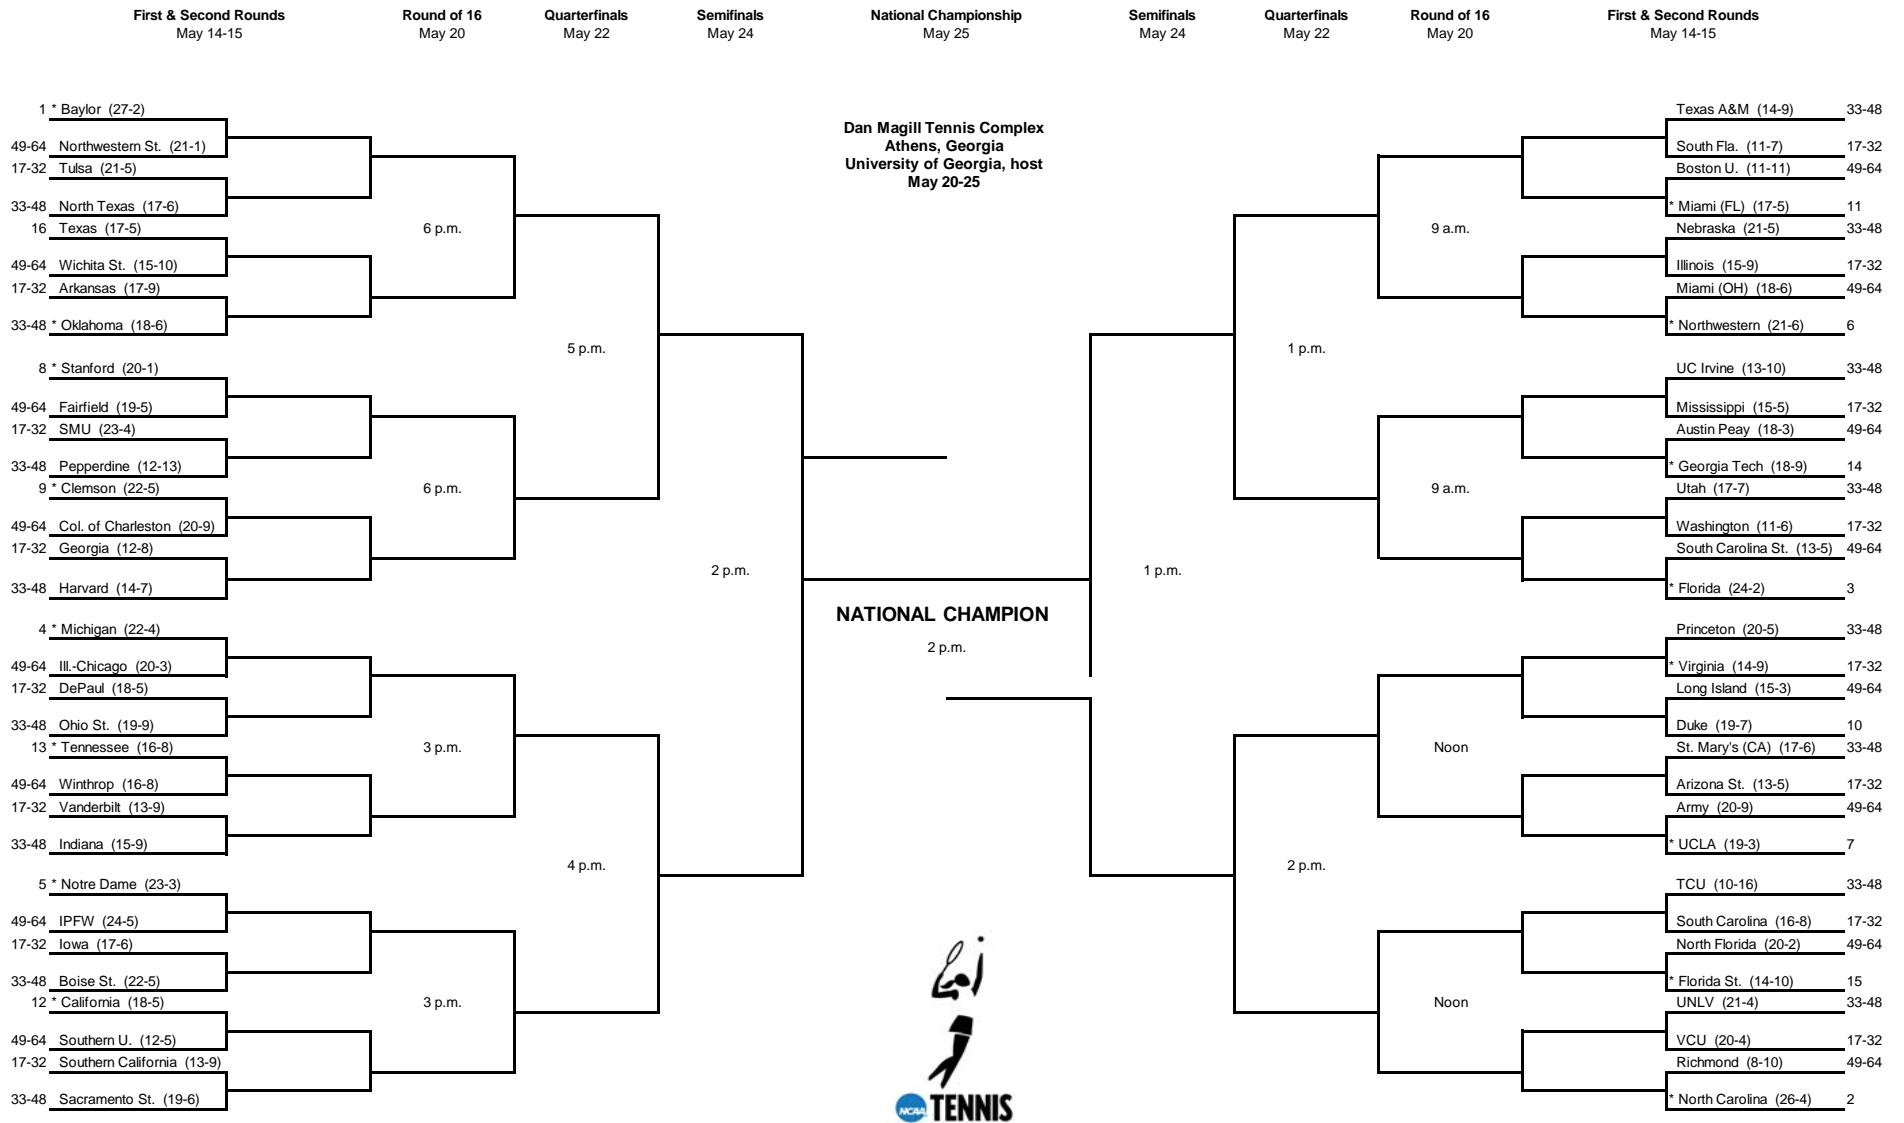 First & Second Rounds
May 14-15
Round of 16
May 20
Quarterfinals
May 22
Semifinals
May 24
National Championship
May 25
Semifinals
May 24
Quarterfinals
May 22
Round of 16
May 20
First & Second Rounds
May 14-15
1 * Baylor (27-2)
49-64 Northwestern St. (21-1)
17-32 Tulsa (21-5)
33-48 North Texas (17-6)
16 Texas (17-5)
49-64 Wichita St. (15-10)
17-32 Arkansas (17-9)
33-48 * Oklahoma (18-6)
8 * Stanford (20-1)
49-64 Fairfield (19-5)
17-32 SMU (23-4)
33-48 Pepperdine (12-13)
9 * Clemson (22-5)
49-64 Col. of Charleston (20-9)
17-32 Georgia (12-8)
33-48 Harvard (14-7)
4 * Michigan (22-4)
49-64 Ill.-Chicago (20-3)
17-32 DePaul (18-5)
33-48 Ohio St. (19-9)
13 * Tennessee (16-8)
49-64 Winthrop (16-8)
17-32 Vanderbilt (13-9)
33-48 Indiana (15-9)
5 * Notre Dame (23-3)
49-64 IPFW (24-5)
17-32 Iowa (17-6)
33-48 Boise St. (22-5)
12 * California (18-5)
49-64 Southern U. (12-5)
17-32 Southern California (13-9)
33-48 Sacramento St. (19-6)
6 p.m.
6 p.m.
3 p.m.
3 p.m.
5 p.m.
4 p.m.
2 p.m.
Dan Magill Tennis Complex
Athens, Georgia
University of Georgia, host
May 20-25
NATIONAL CHAMPION
2 p.m.
NCAA TENNIS
1 p.m.
1 p.m.
2 p.m.
9 a.m.
9 a.m.
Noon
Noon
Texas A&M (14-9) 33-48
South Fla. (11-7) 17-32
Boston U. (11-11) 49-64
* Miami (FL) (17-5) 11
Nebraska (21-5) 33-48
Illinois (15-9) 17-32
Miami (OH) (18-6) 49-64
* Northwestern (21-6) 6
UC Irvine (13-10) 33-48
Mississippi (15-5) 17-32
Austin Peay (18-3) 49-64
* Georgia Tech (18-9) 14
Utah (17-7) 33-48
Washington (11-6) 17-32
South Carolina St. (13-5) 49-64
* Florida (24-2) 3
Princeton (20-5) 33-48
* Virginia (14-9) 17-32
Long Island (15-3) 49-64
Duke (19-7) 10
St. Mary's (CA) (17-6) 33-48
Arizona St. (13-5) 17-32
Army (20-9) 49-64
* UCLA (19-3) 7
TCU (10-16) 33-48
South Carolina (16-8) 17-32
North Florida (20-2) 49-64
* Florida St. (14-10) 15
UNLV (21-4) 33-48
VCU (20-4) 17-32
Richmond (8-10) 49-64
* North Carolina (26-4) 2